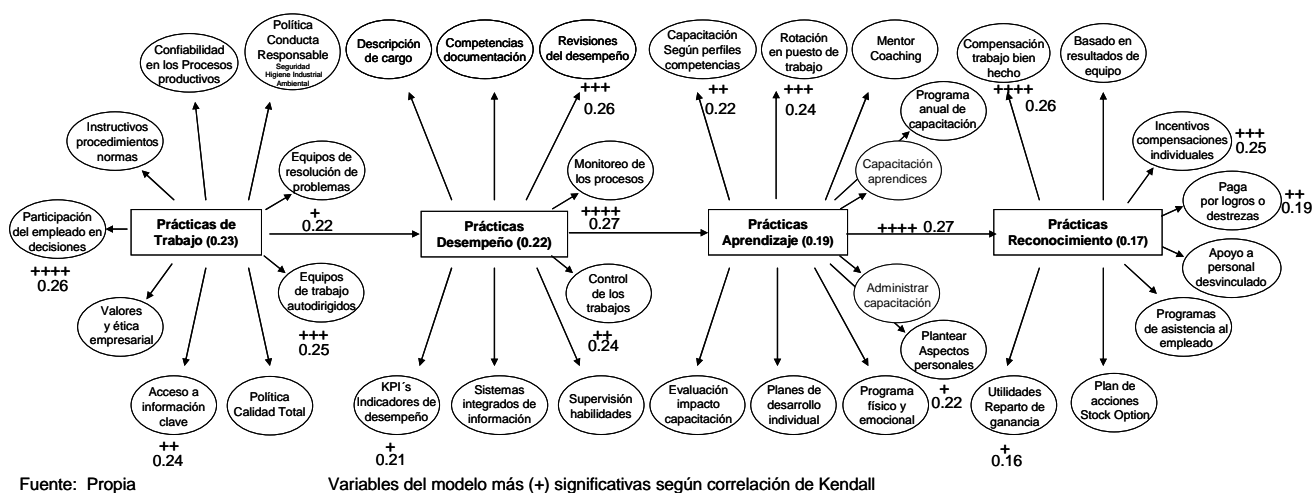 Confiabilidad
en los Procesos
productivos
Política
Conducta
Responsable
Seguridad
Higiene Industrial
Ambiental
Descripción
de cargo
Competencias
documentación
Revisiones
del desempeño
+++
0.26
Capacitación
Según perfiles
competencias
++
0.22
Rotación
en puesto de
trabajo
+++
0.24
Mentor
Coaching
Compensación
trabajo bien
hecho
++++
0.26
Basado en
resultados de
equipo
Instructivos
procedimientos
normas
Equipos de
resolución de
problemas
Monitoreo de
los procesos
Programa
anual de
capacitación
Capacitación
aprendices
Incentivos
compensaciones
individuales
+++
0.25
Participación
del empleado en
decisiones
++++
0.26
Prácticas de
Trabajo (0.23)
+
0.22
Prácticas
Desempeño (0.22)
++++
0.27
Prácticas
Aprendizaje (0.19)
++++ 0.27
Prácticas
Reconocimiento (0.17)
Paga
por logros o
destrezas
++
0.19
Valores
y ética
empresarial
Equipos
de trabajo
autodirigidos
+++
0.25
Control
de los
trabajos
++
0.24
Administrar
capacitación
Plantear
Aspectos
personales
+
0.22
Apoyo a
personal
desvinculado
Programas
de asistencia al
empleado
Acceso a
información
clave
++
0.24
Política
Calidad Total
KPI´s
Indicadores de
desempeño
+
0.21
Sistemas
integrados de
información
Supervisión
habilidades
Evaluación
impacto
capacitación
Planes de
desarrollo
individual
Programa
físico y
emocional
Utilidades
Reparto de
ganancia
+
0.16
Plan de
acciones
Stock Option
Fuente: Propia
Variables del modelo más (+) significativas según correlación de Kendall